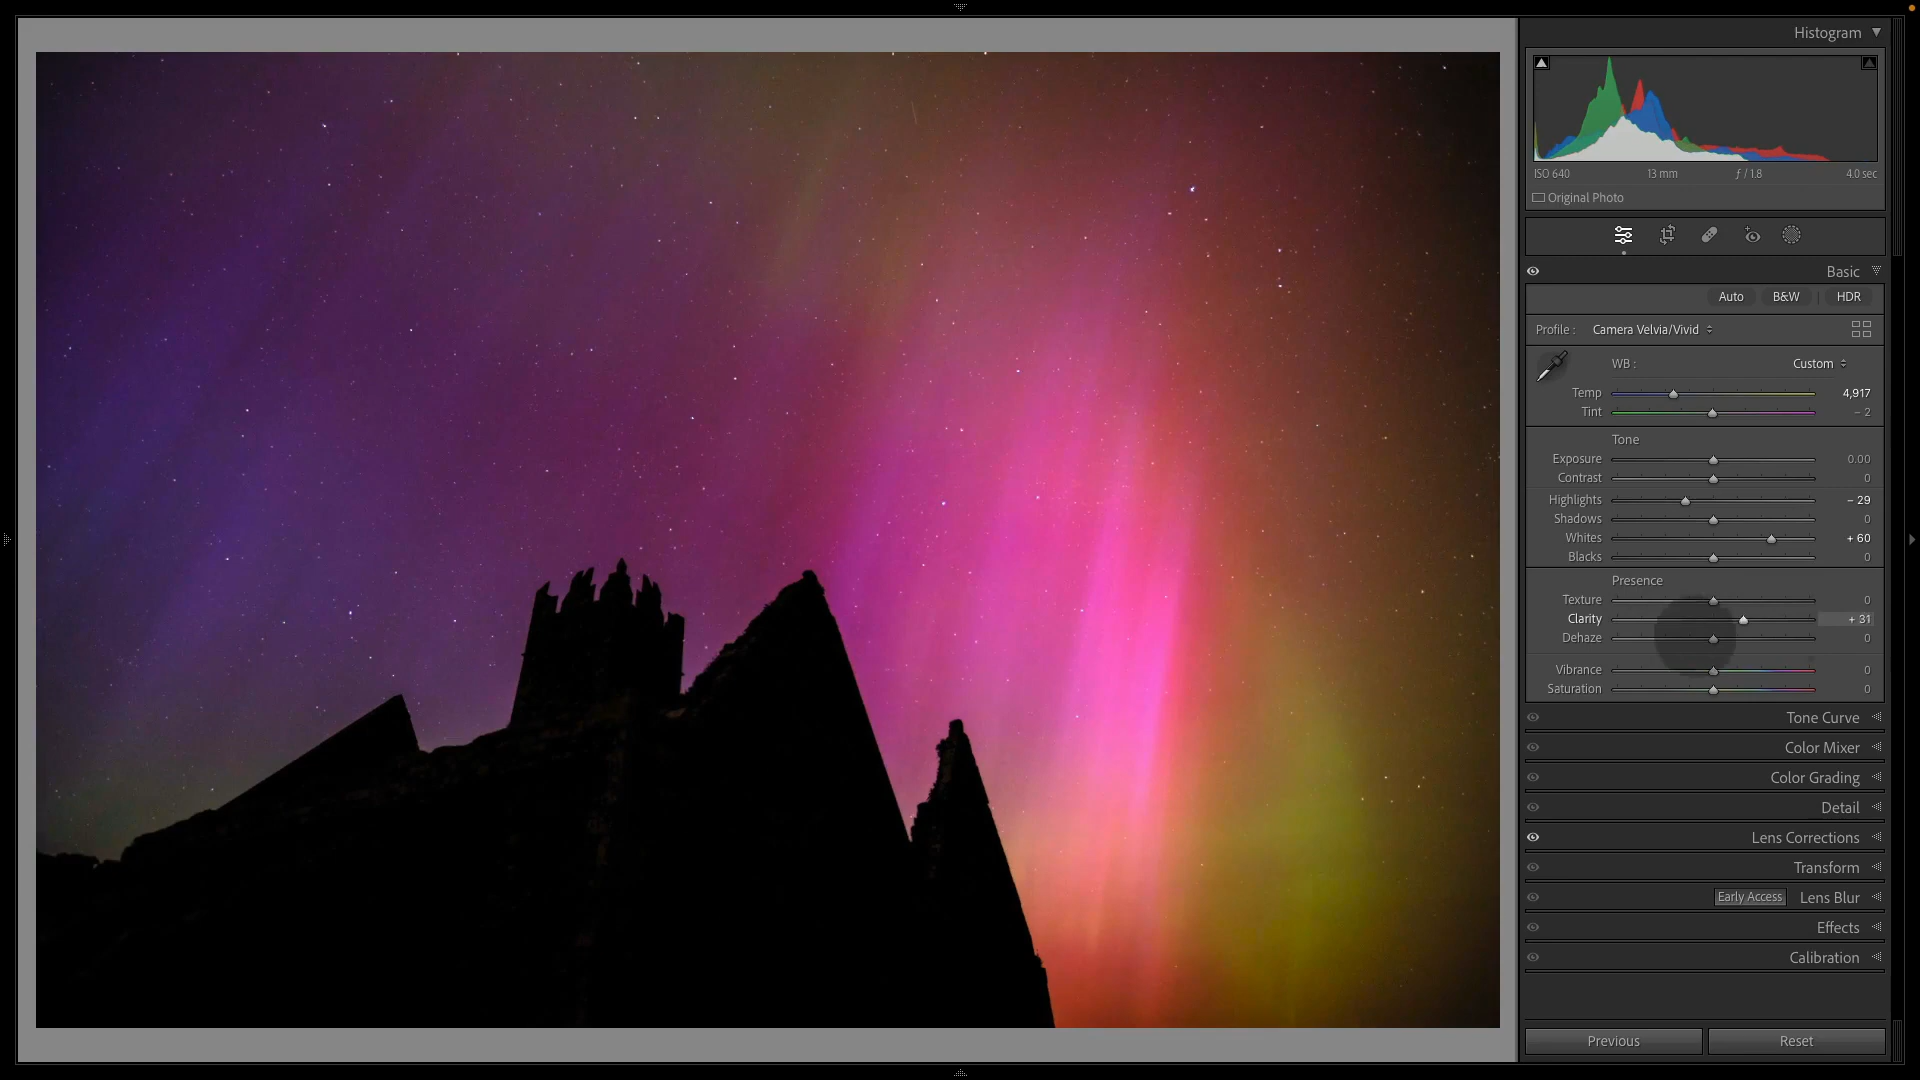 Histogram
ISO 640 13 mm ƒ / 1.8 4.0 sec
Original Photo
Basic
Auto B&W HDR
Profile : Camera Velvia/Vivid
WB : Custom
Temp 4,917
Tint – 2
Tone
Exposure 0.00
Contrast 0
Highlights – 29
Shadows 0
Whites + 60
Blacks 0
Presence
Texture 0
Clarity + 31
Dehaze 0
Vibrance 0
Saturation 0
Tone Curve
Color Mixer
Color Grading
Detail
Lens Corrections
Transform
Early Access Lens Blur
Effects
Calibration
Previous Reset